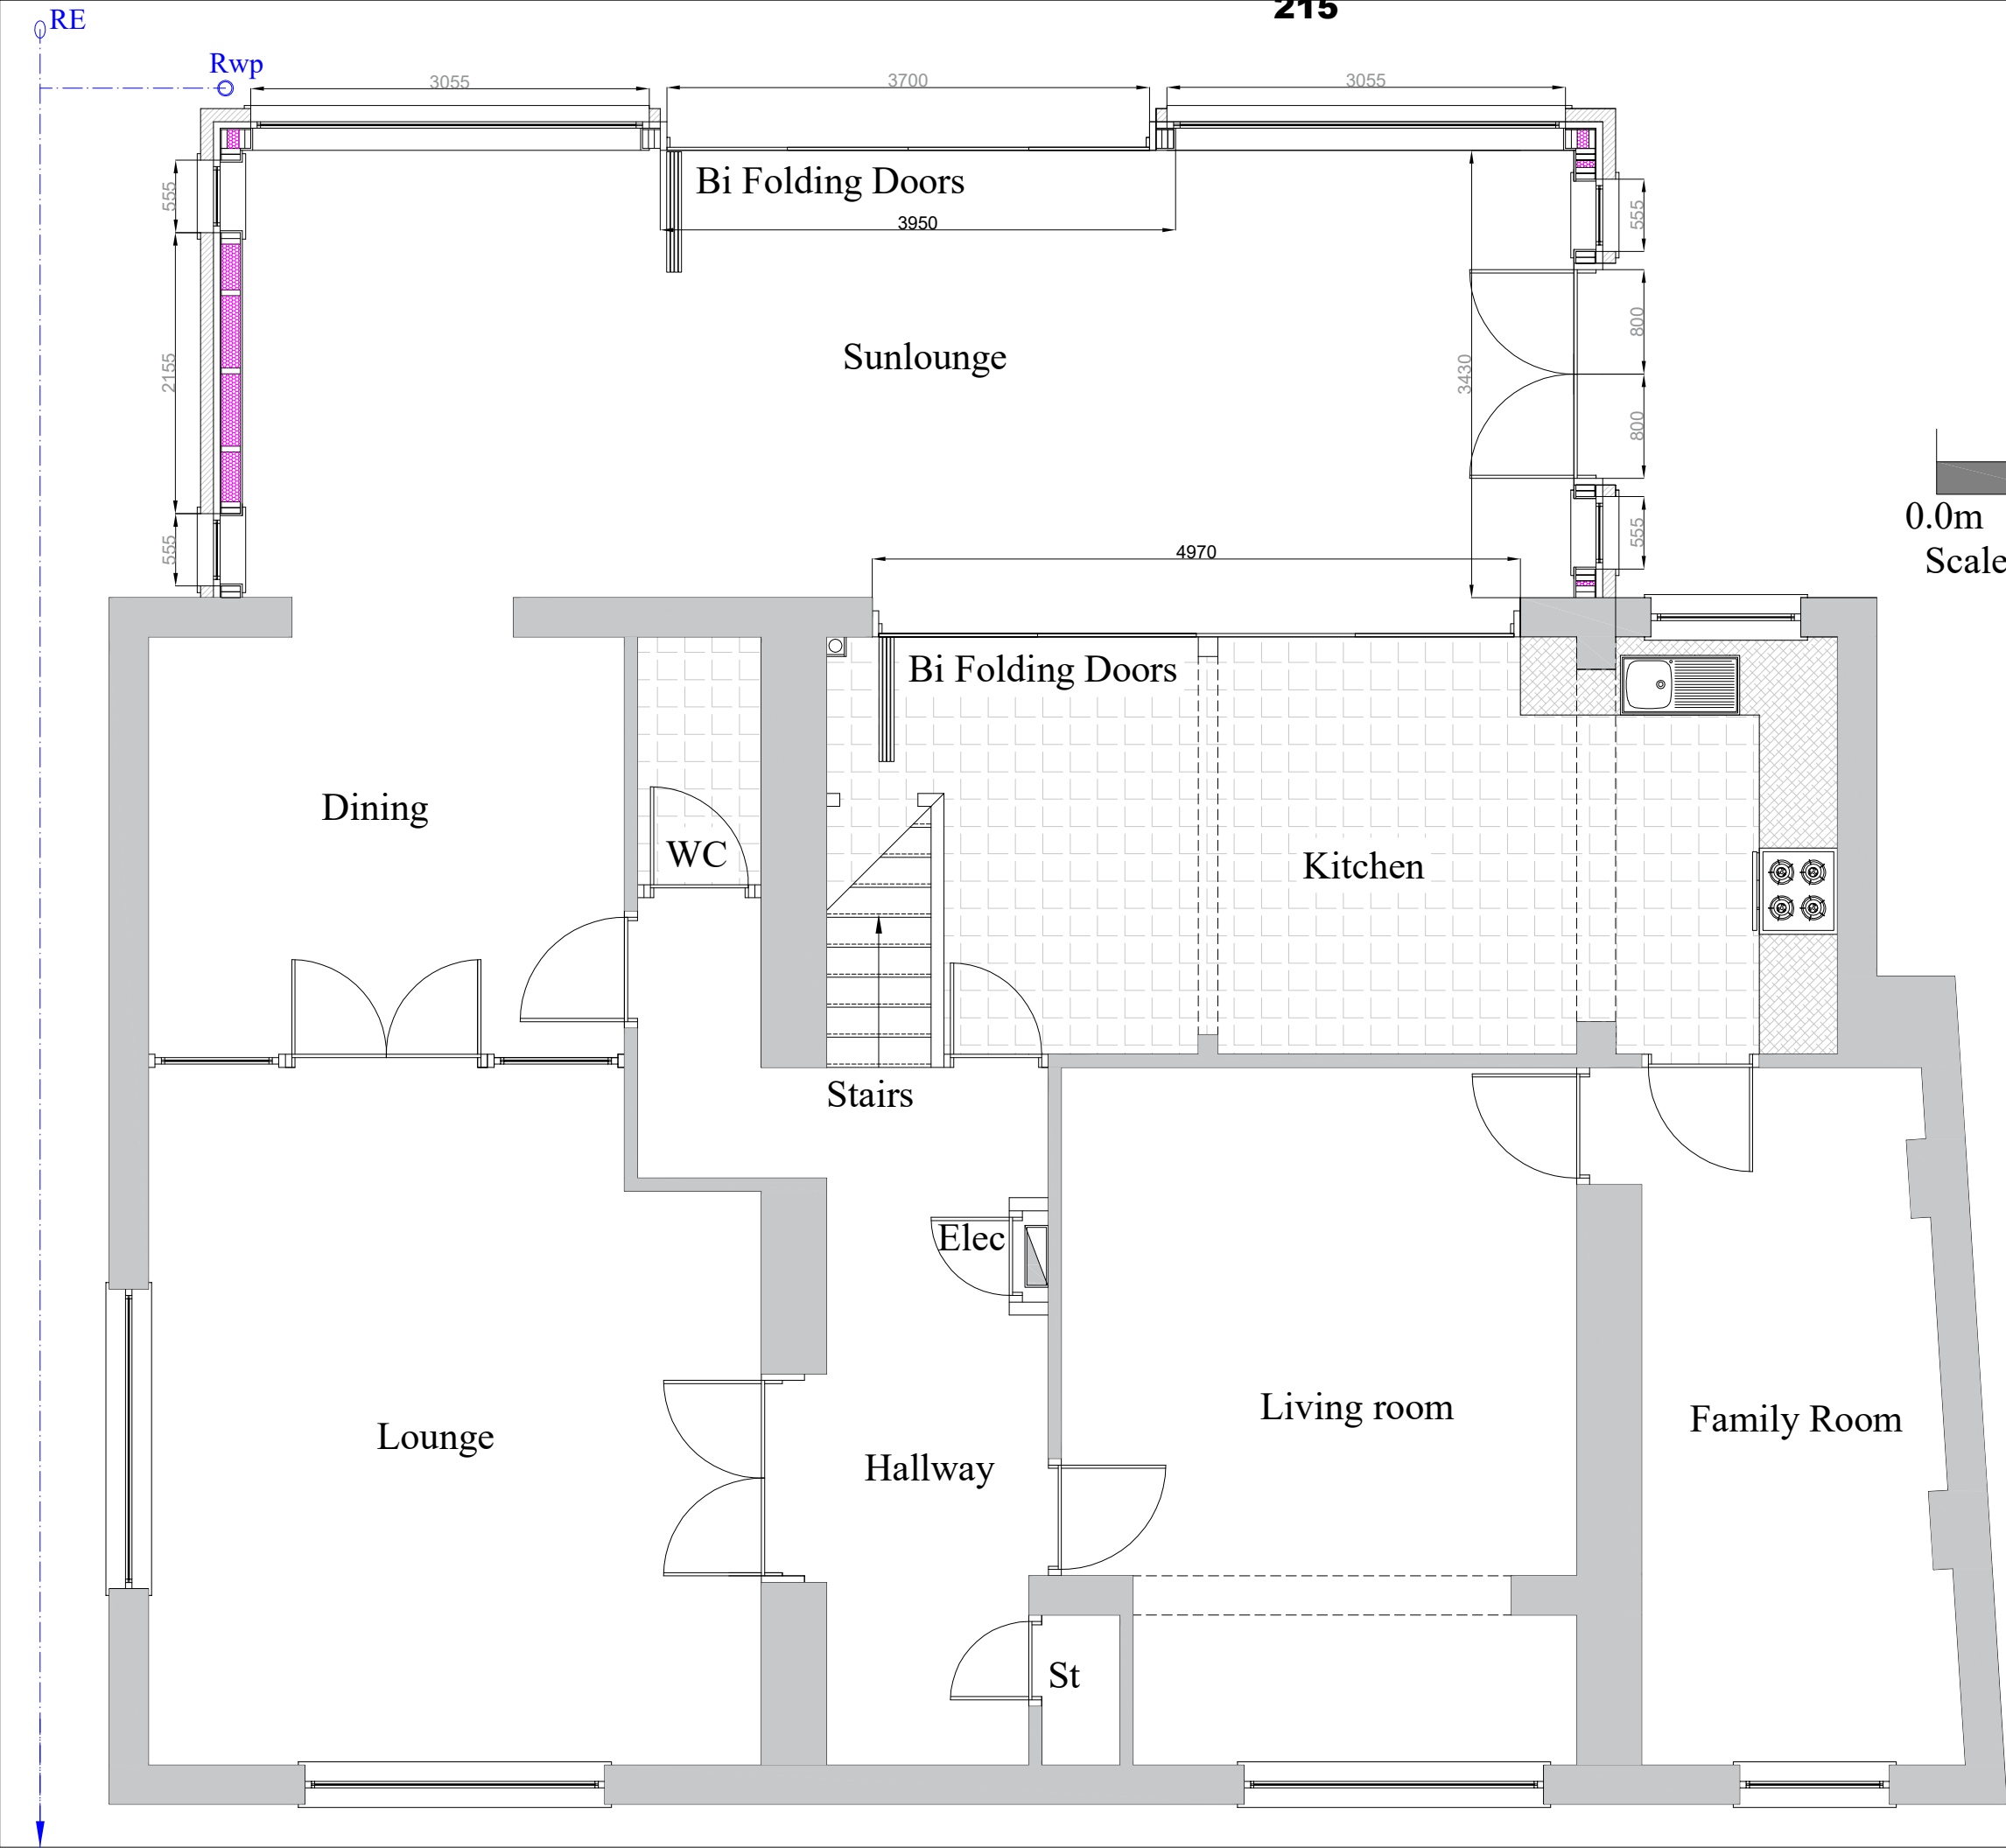 215
RE
Rwp
3055
3700
3055
Bi Folding Doors
3950
555
555
Sunlounge
800
2155
3430
800
0.0m
Scale
555
555
4970
Bi Folding Doors
Dining
WC
Kitchen
Stairs
Elec
Lounge
Hallway
Living room
Family Room
St